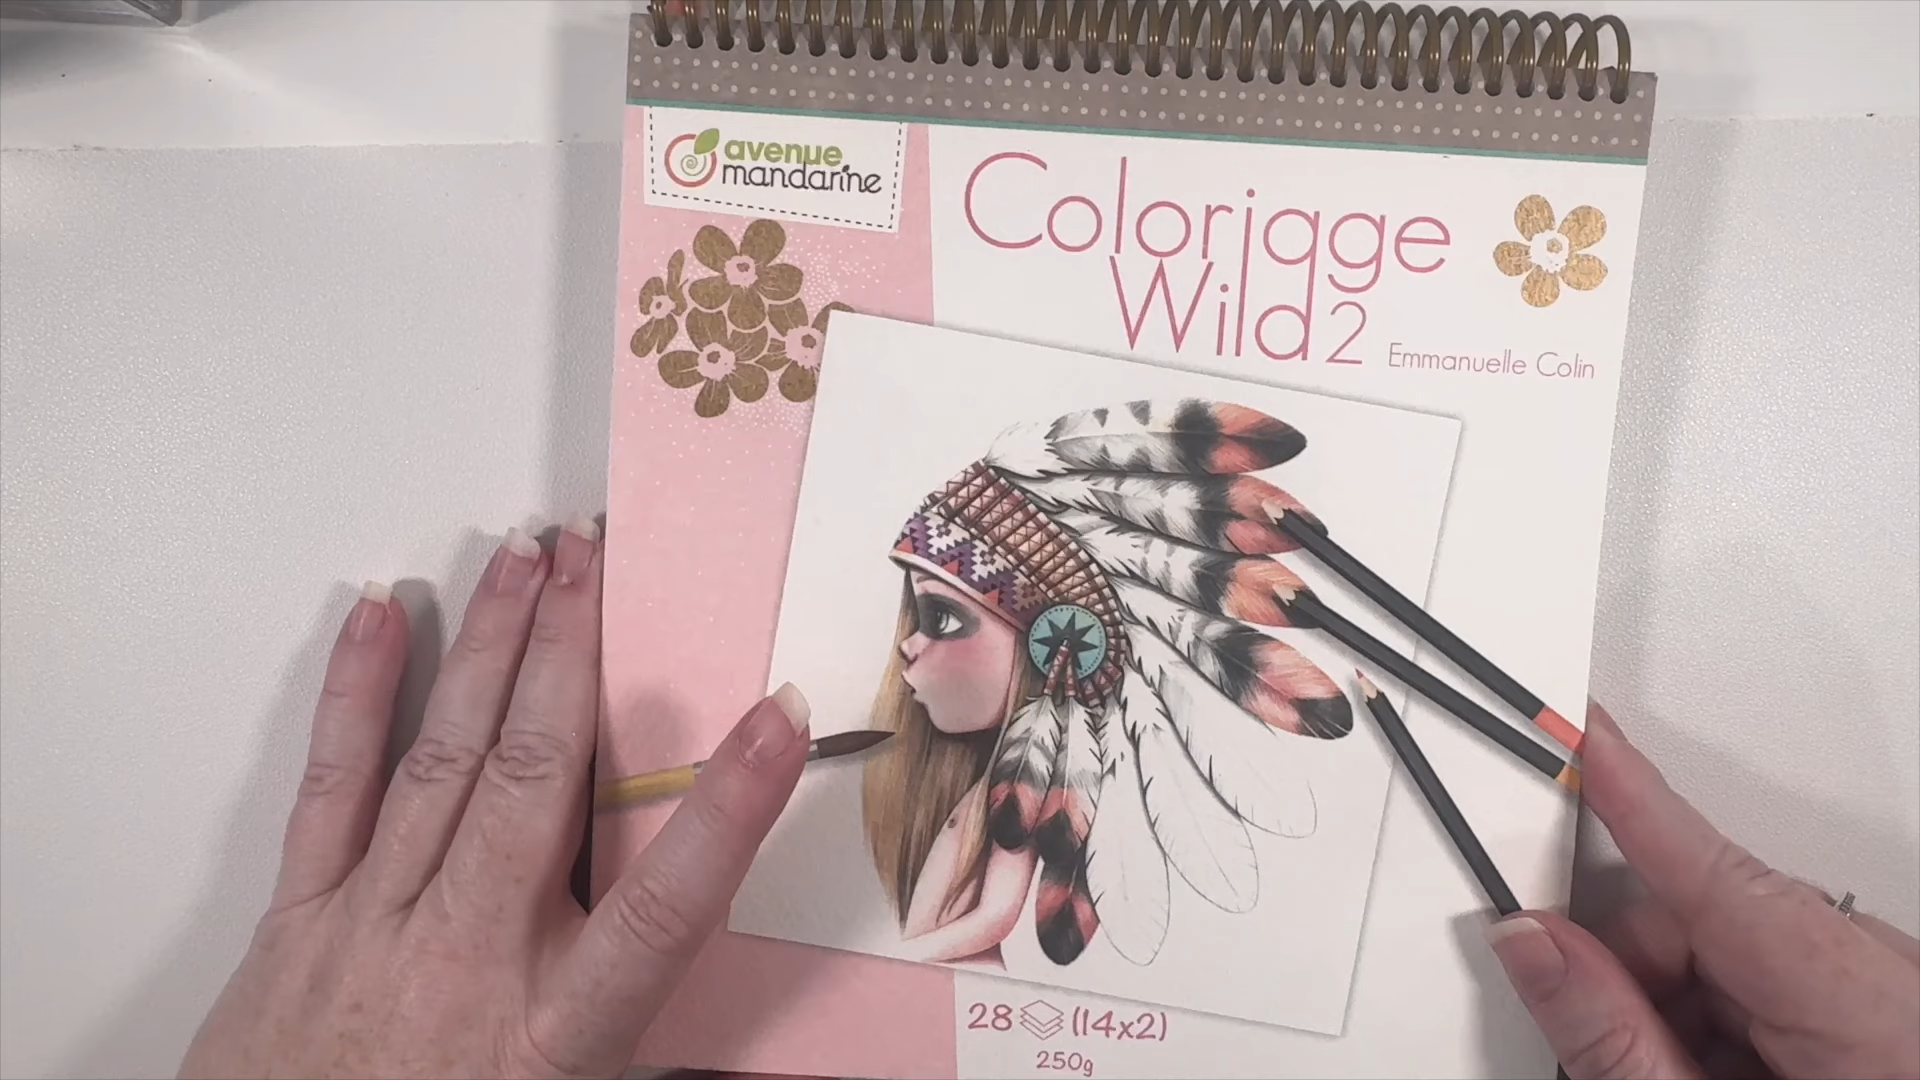 avenue
mandarine
Coloriage
Wild 2
Emmanuelle Colin
28 (14x2)
250g